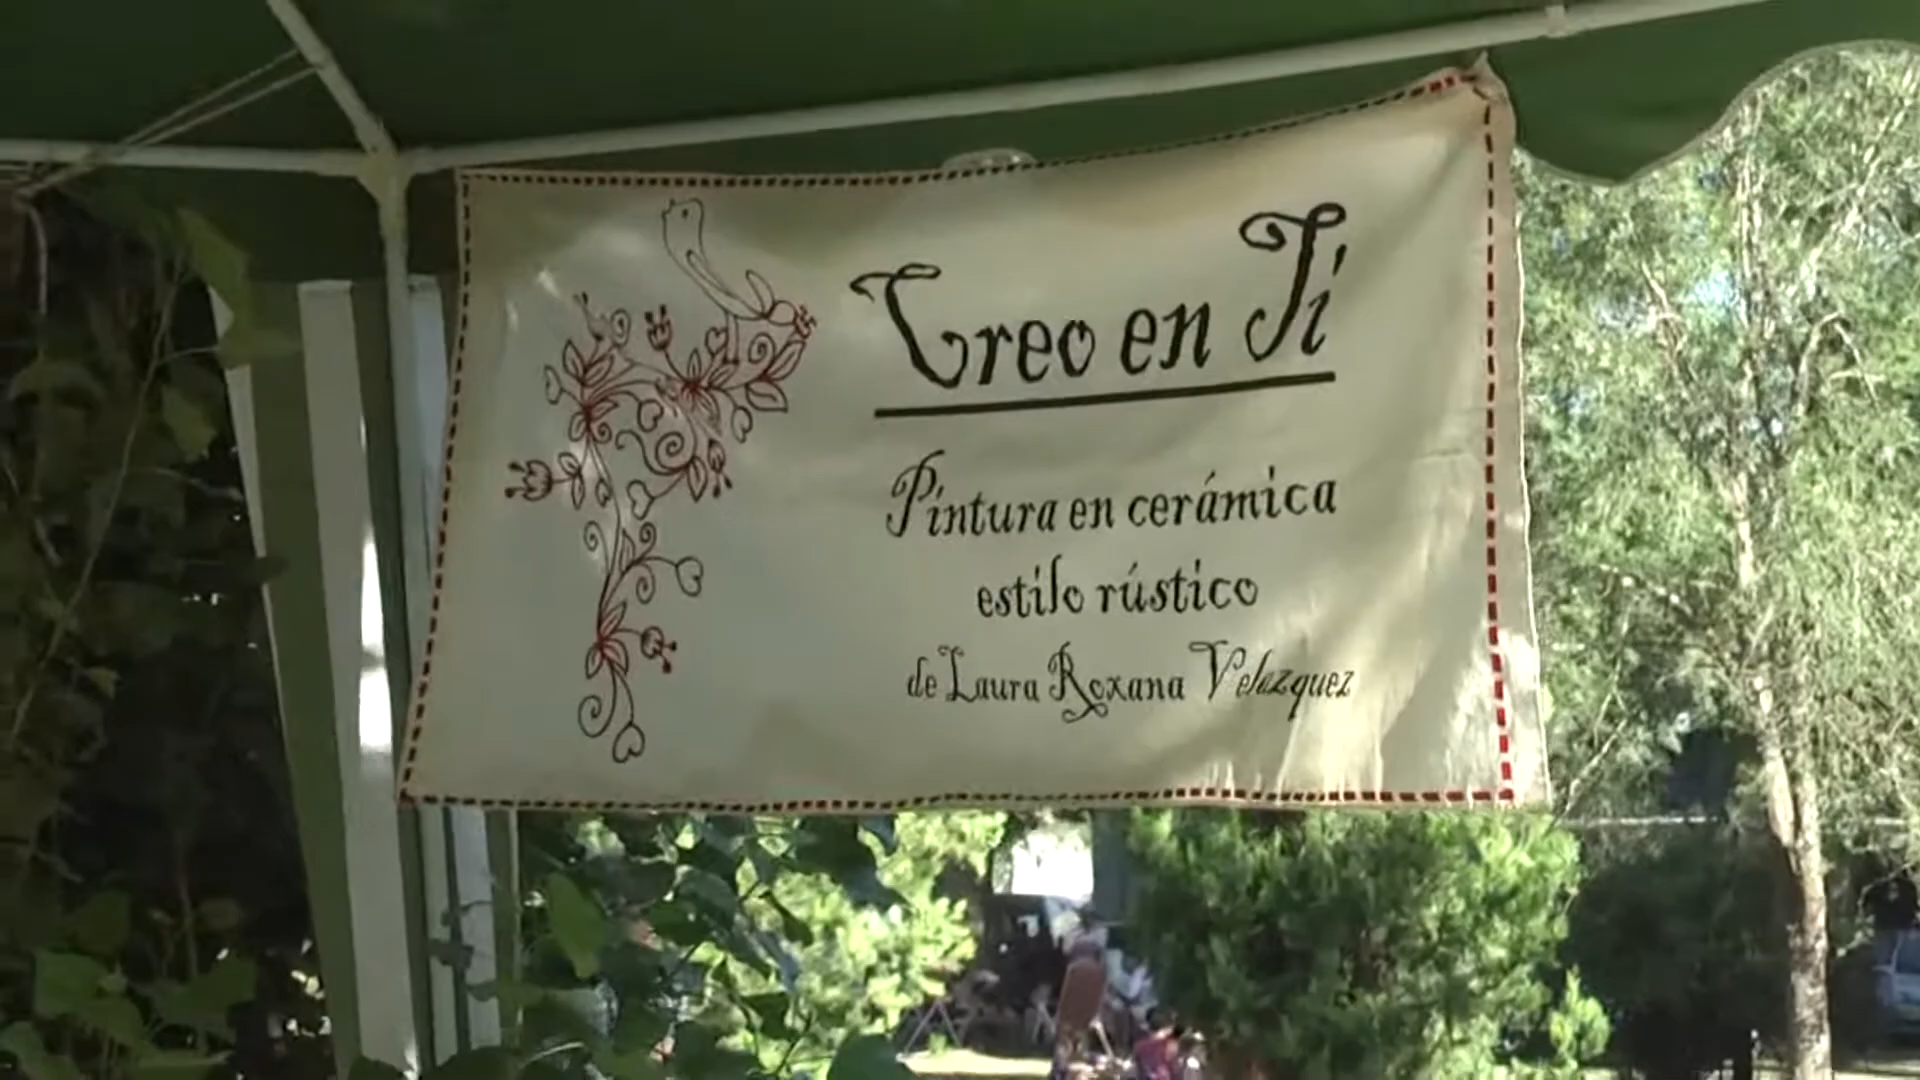 Creo en Ti
Pintura en cerámica
estilo rústico
de Laura Roxana Velazquez